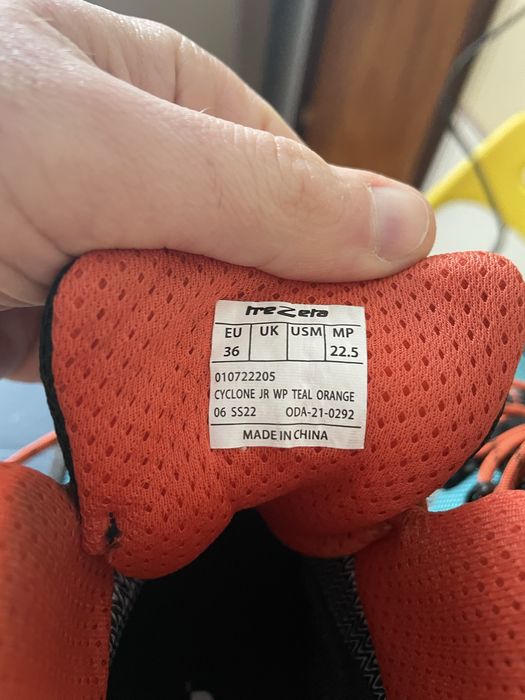 Trezeta
EU UK USM MP
36 22.5
010722205
CYCLONE JR WP TEAL ORANGE
06 SS22 ODA-21-0292
MADE IN CHINA